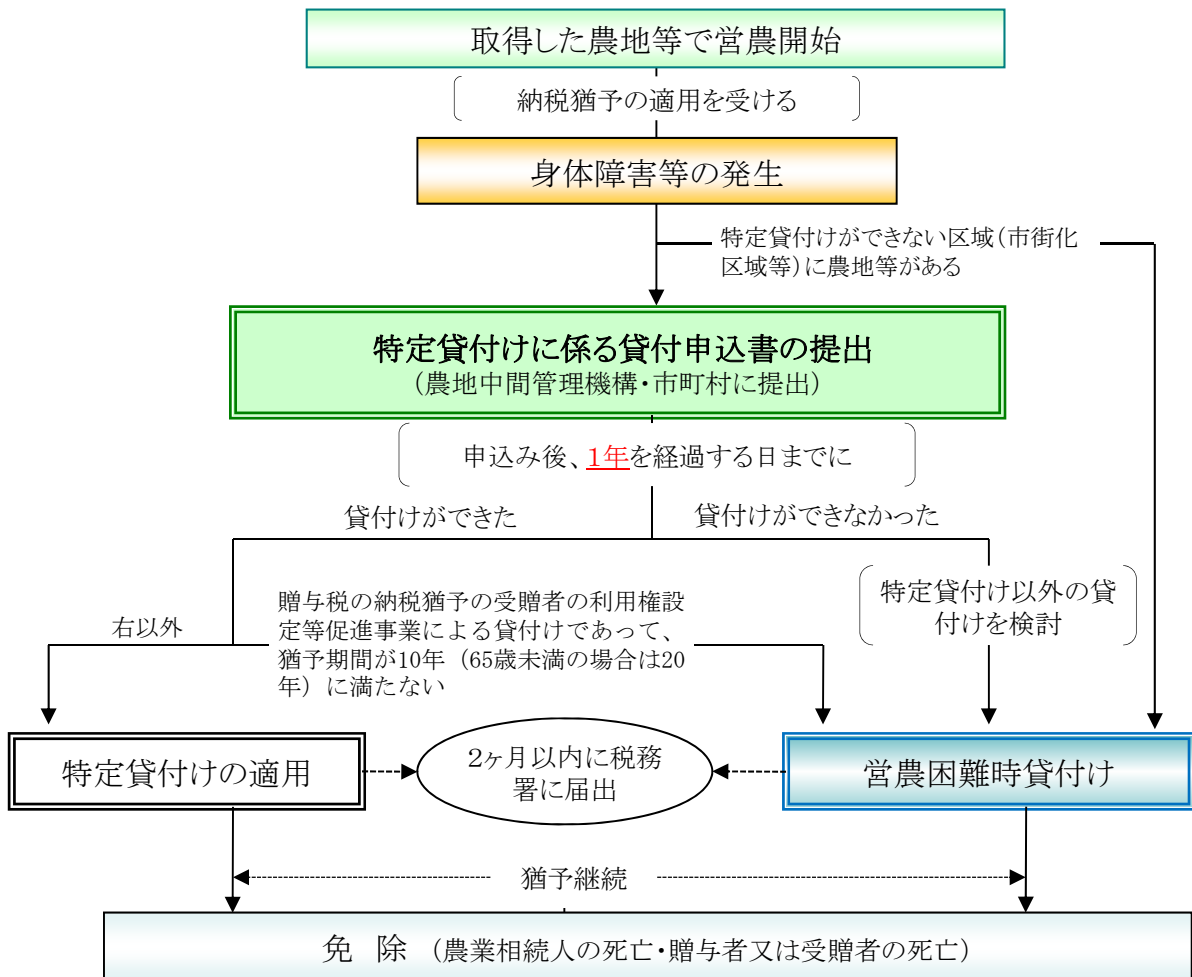 取得した農地等で営農開始
納税猶予の適用を受ける
身体障害等の発生
特定貸付けができない区域(市街化
区域等)に農地等がある
特定貸付けに係る貸付申込書の提出
(農地中間管理機構・市町村に提出)
申込み後、1年を経過する日までに
貸付けができた
貸付けができなかった
右以外
贈与税の納税猶予の受贈者の利用権設
定等促進事業による貸付けであって、
猶予期間が10年(65歳未満の場合は20
年)に満たない
特定貸付け以外の貸
付けを検討
特定貸付けの適用
2ヶ月以内に税務
署に届出
営農困難時貸付け
猶予継続
免 除 (農業相続人の死亡・贈与者又は受贈者の死亡)